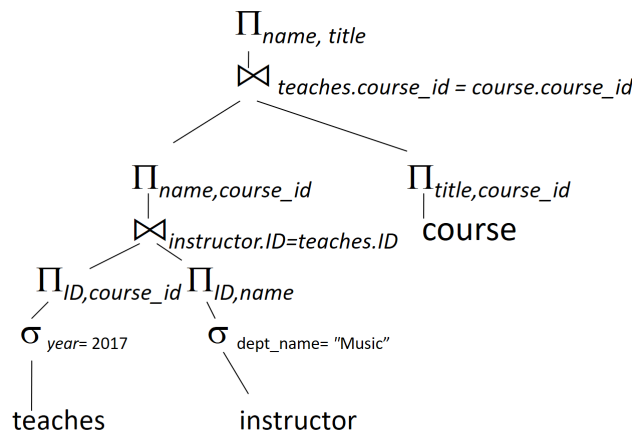 Π name, title
⋈ teaches.course_id = course.course_id
Π name,course_id
Π title,course_id
⋈ instructor.ID=teaches.ID
course
Π ID,course_id
Π ID,name
σ year= 2017
σ dept_name= "Music”
teaches
instructor